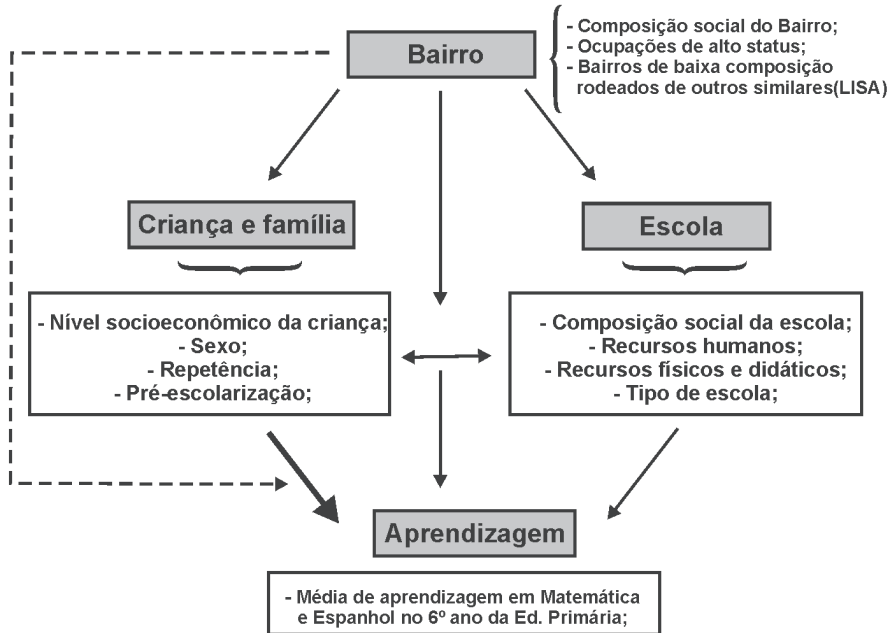 Bairro
- Composição social do Bairro;
- Ocupações de alto status;
- Bairros de baixa composição
rodeados de outros similares(LISA)
Criança e família
- Nível socioeconômico da criança;
- Sexo;
- Repetência;
- Pré-escolarização;
Escola
- Composição social da escola;
- Recursos humanos;
- Recursos físicos e didáticos;
- Tipo de escola;
Aprendizagem
- Média de aprendizagem em Matemática
e Espanhol no 6º ano da Ed. Primária;